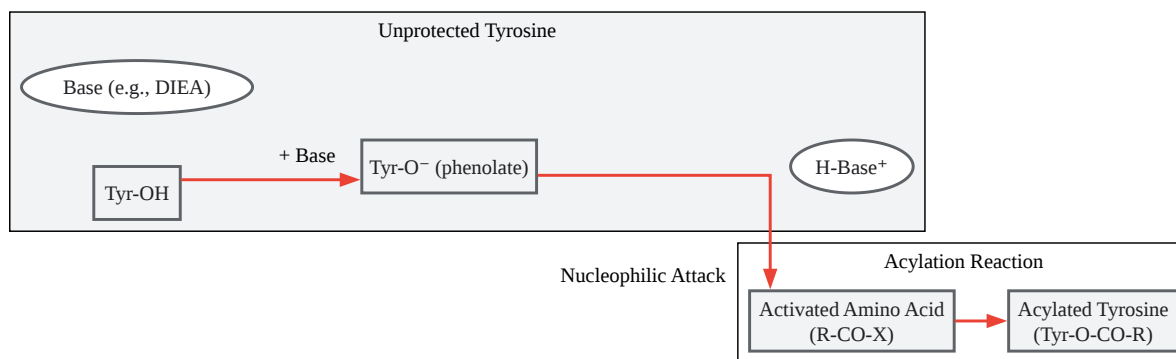 Unprotected Tyrosine
Base (e.g., DIEA)
+ Base
Tyr-OH
Tyr-O⁻ (phenolate)
H-Base⁺
Nucleophilic Attack
Acylation Reaction
Activated Amino Acid
(R-CO-X)
Acylated Tyrosine
(Tyr-O-CO-R)